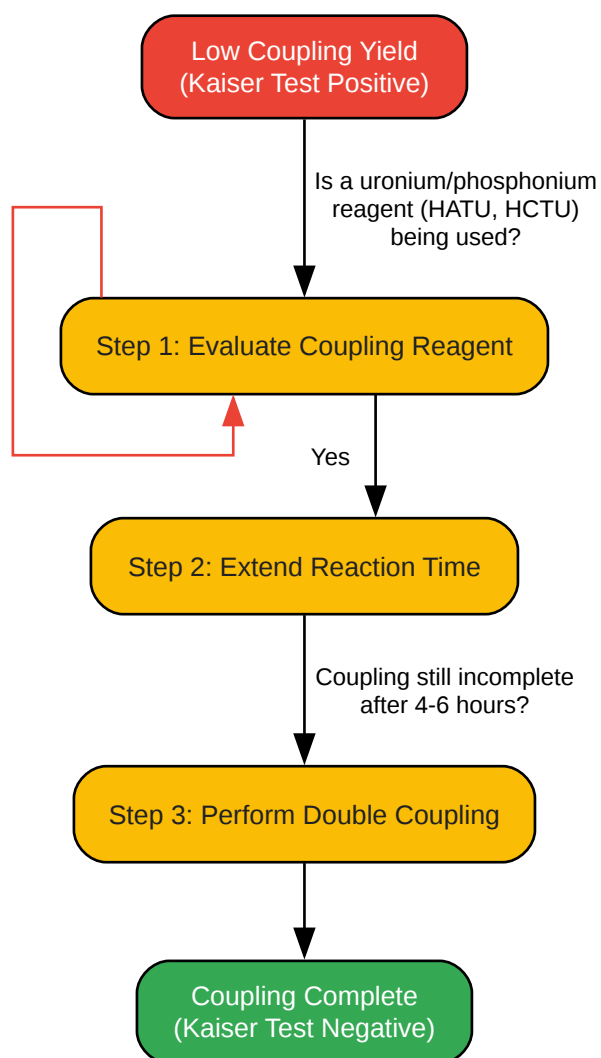 Low Coupling Yield
(Kaiser Test Positive)
Is a uronium/phosphonium
reagent (HATU, HCTU)
being used?
Step 1: Evaluate Coupling Reagent
Yes
Step 2: Extend Reaction Time
Coupling still incomplete
after 4-6 hours?
Step 3: Perform Double Coupling
Coupling Complete
(Kaiser Test Negative)